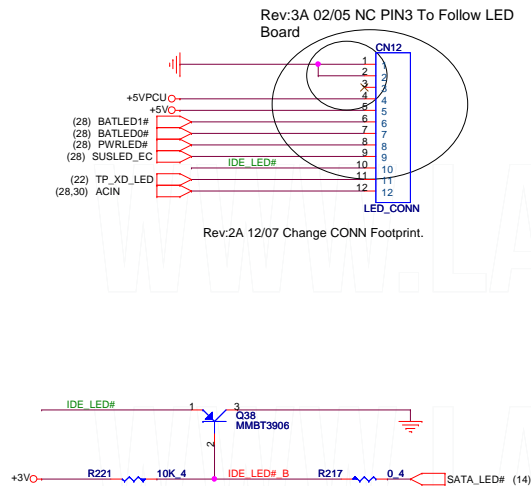 Rev:3A 02/05 NC PIN3 To Follow LED
Board
CN12
1 1
2 2
3 3
+5VPCU 4 4
+5V 5 5
(28) BATLED1# 6 6
(28) BATLED0# 7 7
(28) PWRLED# 8 8
(28) SUSLED_EC 9 9
IDE_LED# 10 10
(22) TP_XD_LED 11 11
(28,30) ACIN 12 12
LED_CONN
Rev:2A 12/07 Change CONN Footprint.
WWW.LA
IDE_LED# 1 3
Q38
MMBT3906
2
+3V R221 10K_4 IDE_LED#_B R217 0_4 SATA_LED# (14)